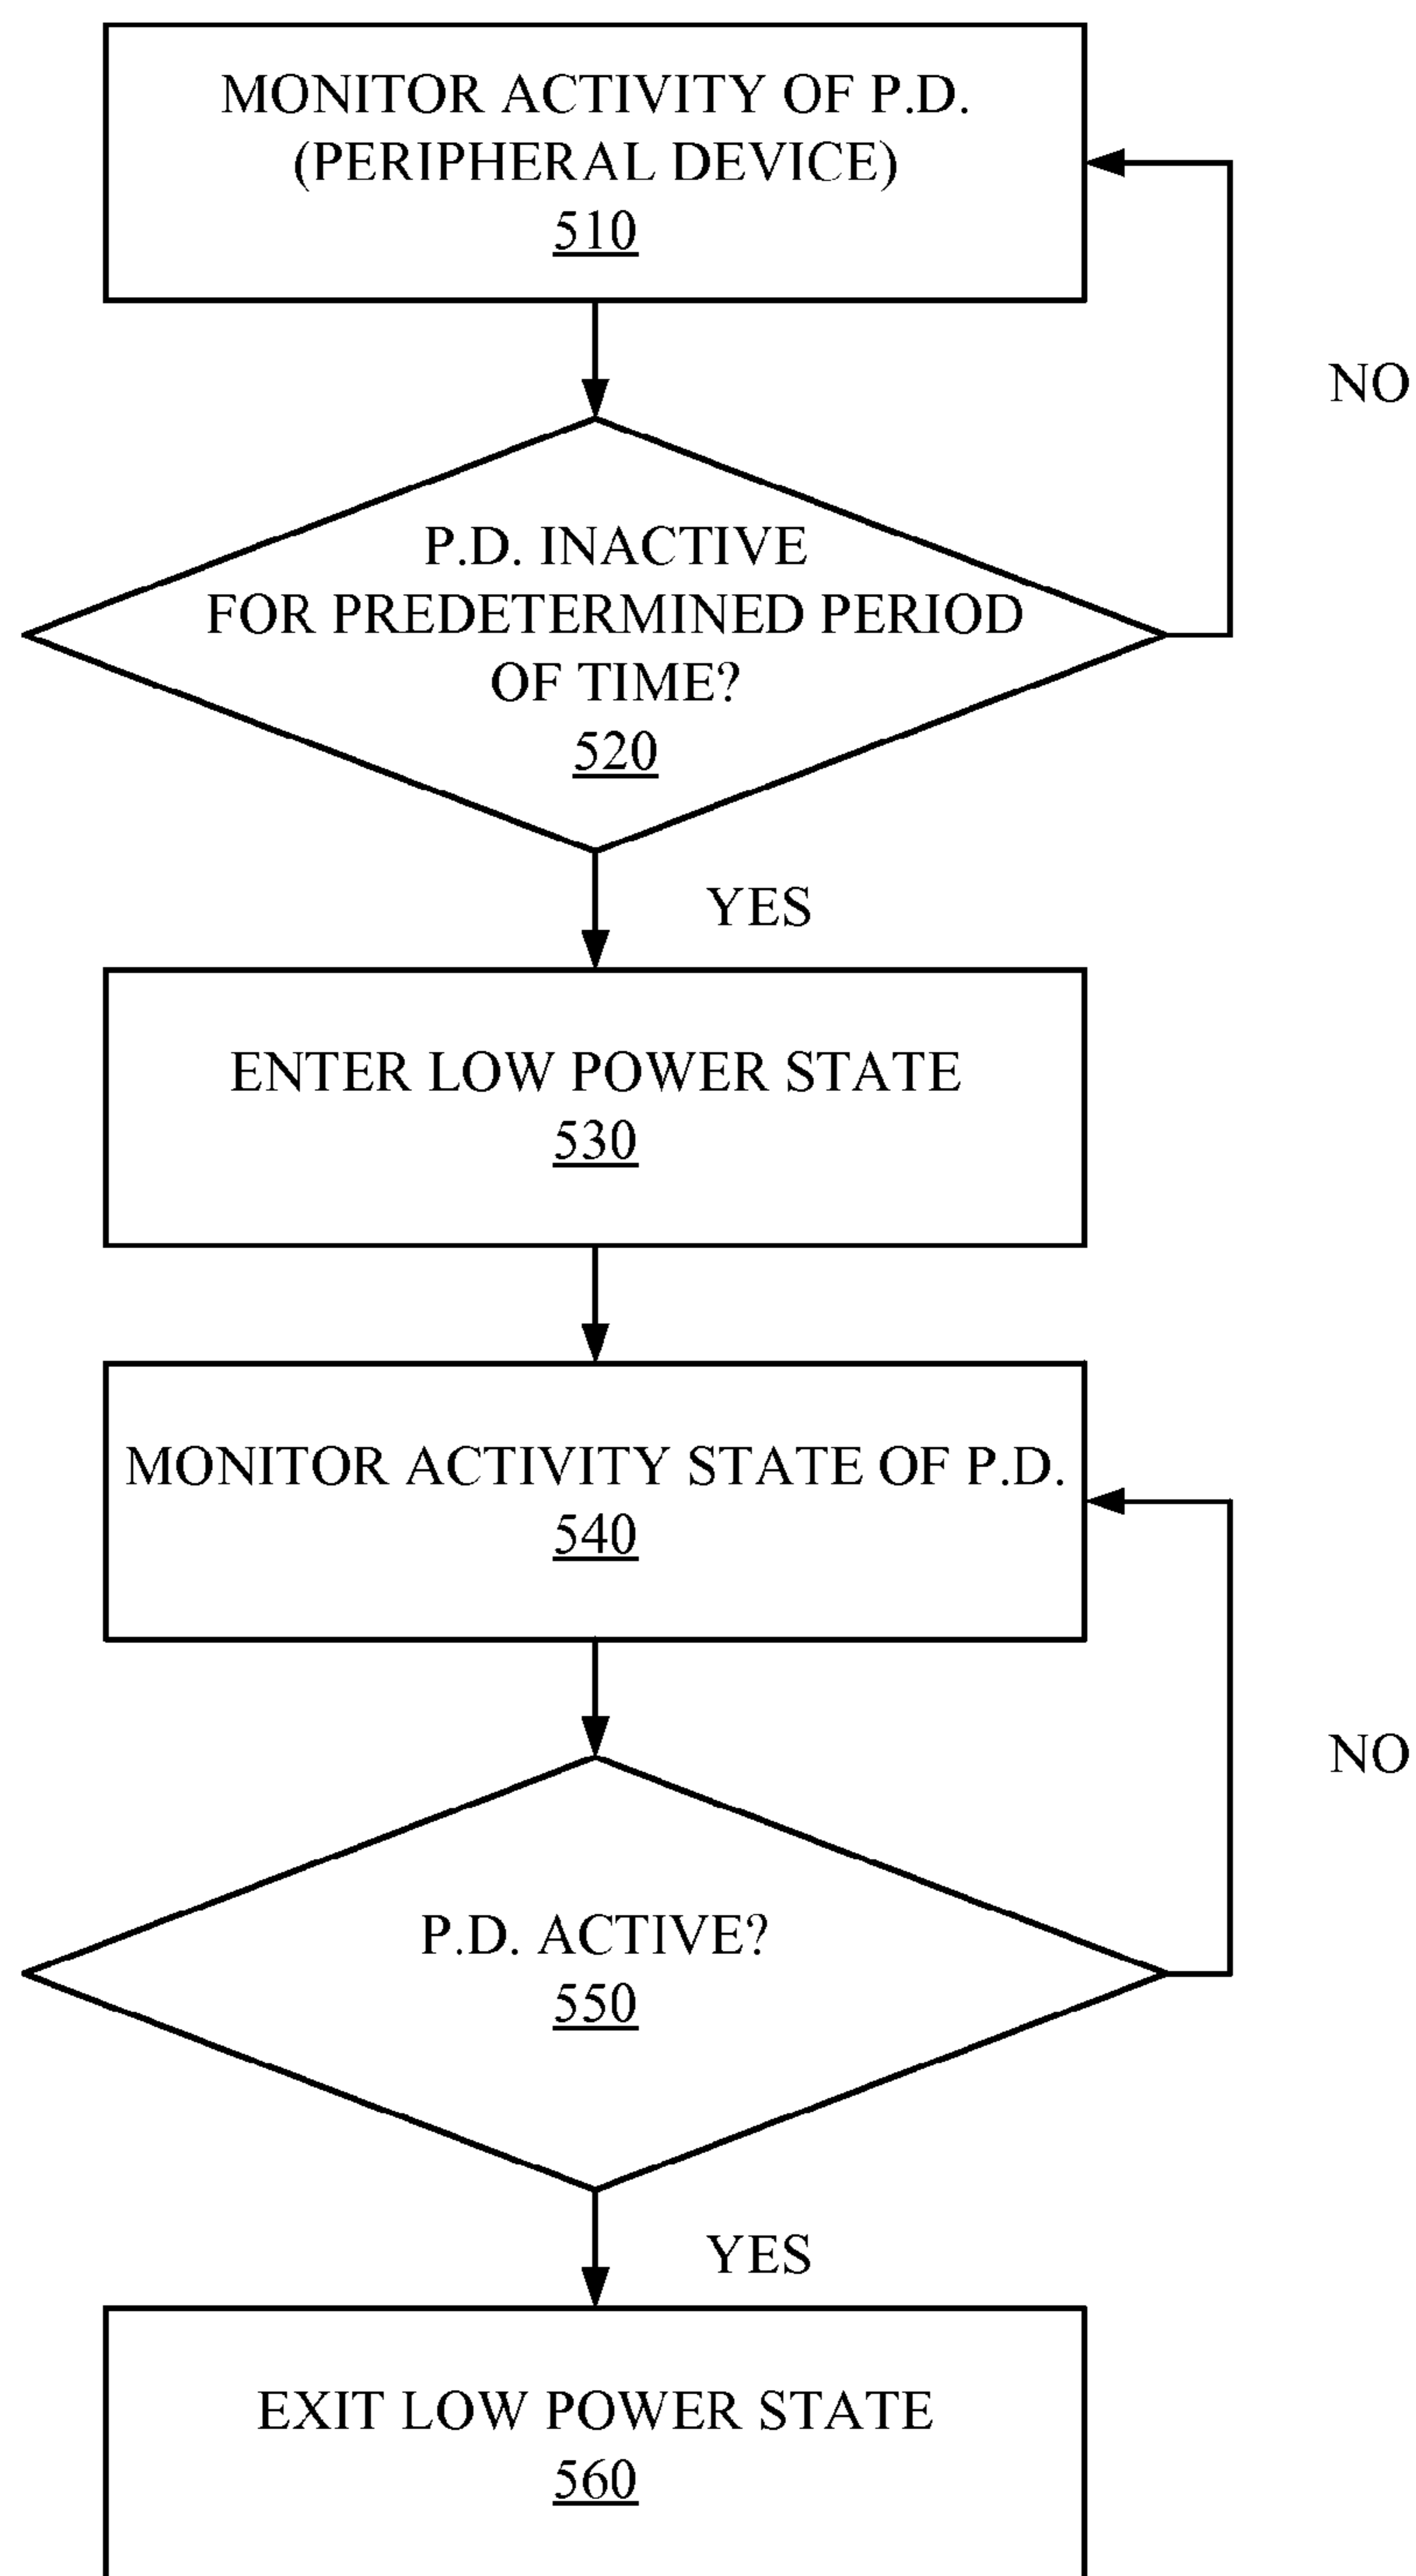 MONITOR ACTIVITY OF P.D.
(PERIPHERAL DEVICE)
510
NO
P.D. INACTIVE
FOR PREDETERMINED PERIOD
OF TIME?
520
YES
ENTER LOW POWER STATE
530
MONITOR ACTIVITY STATE OF P.D.
540
NO
P.D. ACTIVE?
550
YES
EXIT LOW POWER STATE
560